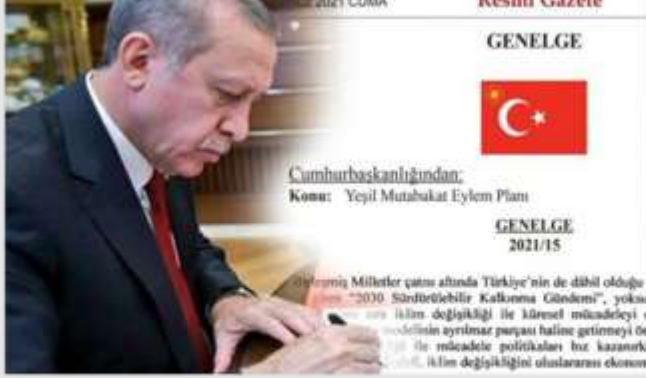 2021 CUMA
Resmî Gazete
GENELGE
Cumhurbaşkanlığından:
Konu: Yeşil Mutabakat Eylem Planı
GENELGE
2021/15
Milletler çatısı altında Türkiye'nin de dâhil olduğu
"2030 Sürdürülebilir Kalkınma Gündemi", yoksu
iklim değişikliği ile küresel mücadeleyi
ayrılmaz parçası haline getirmeyi ön
ile mücadele politikaları hız kazanırk
iklim değişikliğini uluslararası ekonom